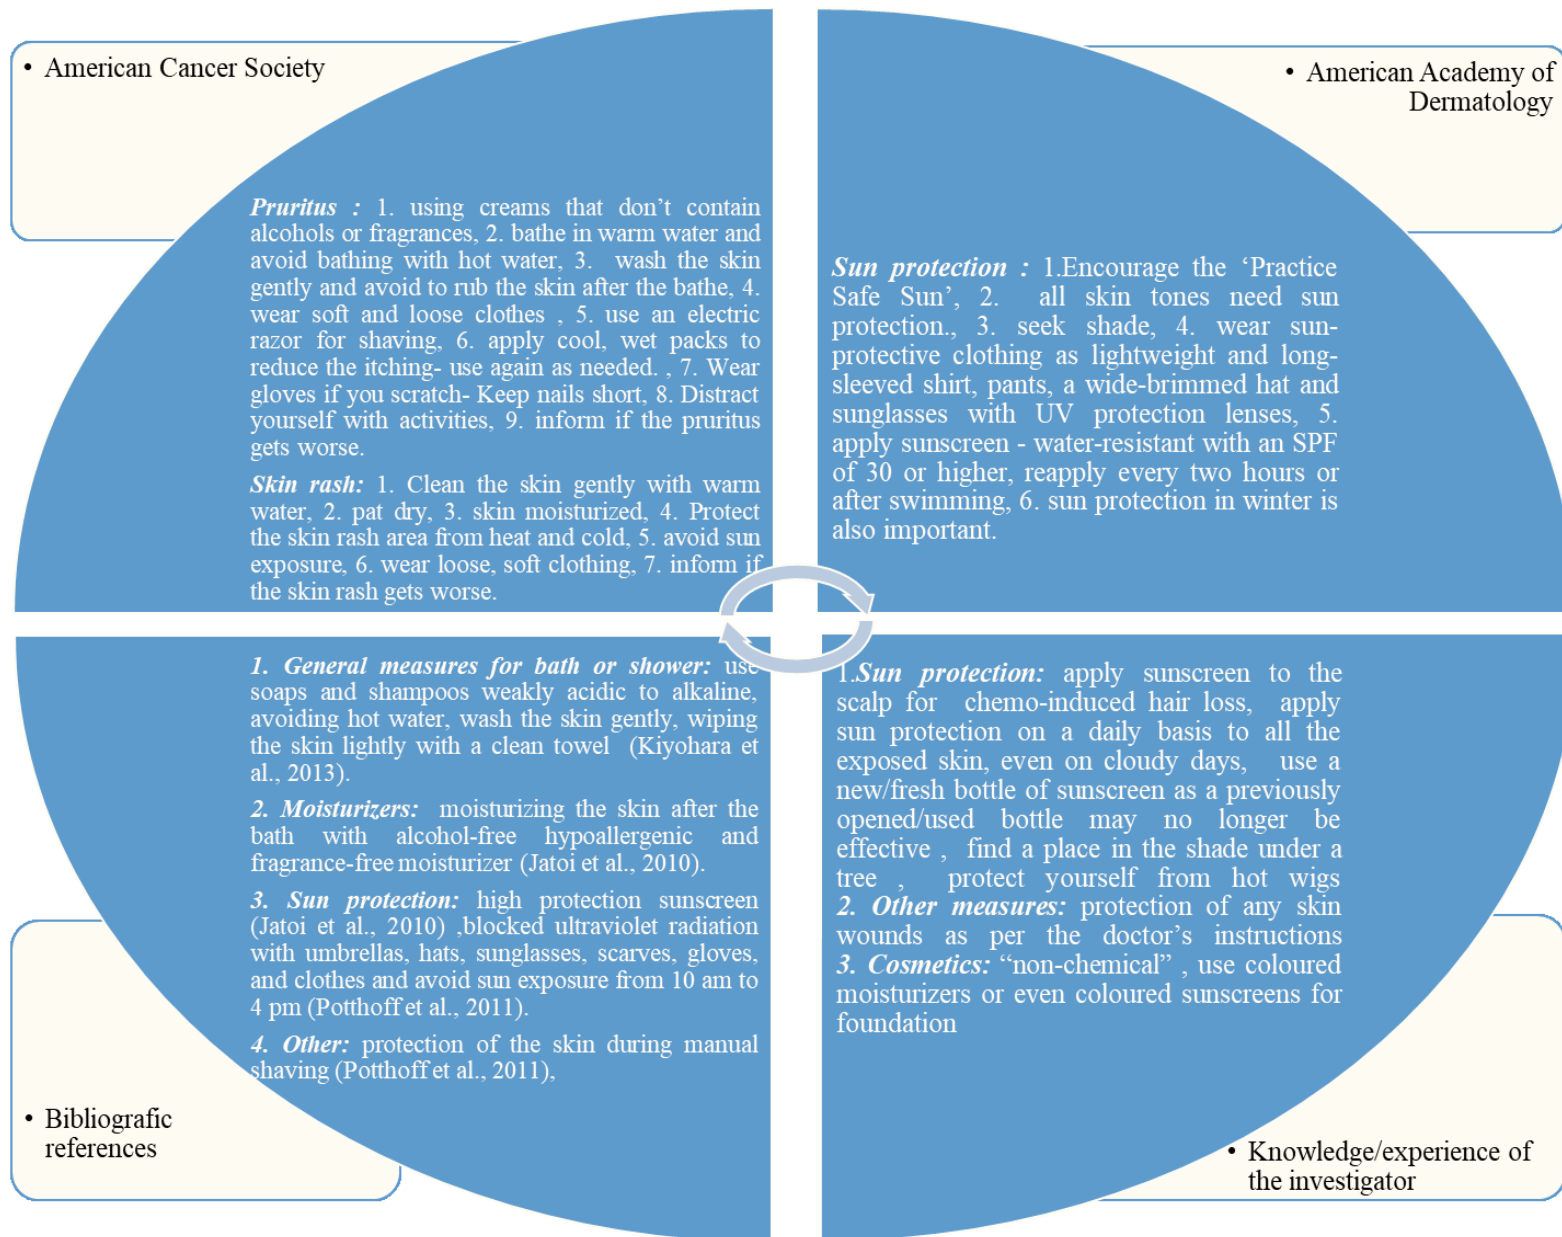 • American Cancer Society
Pruritus : 1. using creams that don’t contain
alcohols or fragrances, 2. bathe in warm water and
avoid bathing with hot water, 3. wash the skin
gently and avoid to rub the skin after the bathe, 4.
wear soft and loose clothes , 5. use an electric
razor for shaving, 6. apply cool, wet packs to
reduce the itching- use again as needed. , 7. Wear
gloves if you scratch- Keep nails short, 8. Distract
yourself with activities, 9. inform if the pruritus
gets worse.
Skin rash: 1. Clean the skin gently with warm
water, 2. pat dry, 3. skin moisturized, 4. Protect
the skin rash area from heat and cold, 5. avoid sun
exposure, 6. wear loose, soft clothing, 7. inform if
the skin rash gets worse.
• American Academy of
Dermatology
Sun protection : 1.Encourage the ‘Practice
Safe Sun’, 2. all skin tones need sun
protection., 3. seek shade, 4. wear sun-
protective clothing as lightweight and long-
sleeved shirt, pants, a wide-brimmed hat and
sunglasses with UV protection lenses, 5.
apply sunscreen - water-resistant with an SPF
of 30 or higher, reapply every two hours or
after swimming, 6. sun protection in winter is
also important.
1. General measures for bath or shower: use
soaps and shampoos weakly acidic to alkaline,
avoiding hot water, wash the skin gently, wiping
the skin lightly with a clean towel (Kiyohara et
al., 2013).
2. Moisturizers: moisturizing the skin after the
bath with alcohol-free hypoallergenic and
fragrance-free moisturizer (Jatoi et al., 2010).
3. Sun protection: high protection sunscreen
(Jatoi et al., 2010) ,blocked ultraviolet radiation
with umbrellas, hats, sunglasses, scarves, gloves,
and clothes and avoid sun exposure from 10 am to
4 pm (Potthoff et al., 2011).
4. Other: protection of the skin during manual
shaving (Potthoff et al., 2011),
• Bibliografic
references
1.Sun protection: apply sunscreen to the
scalp for chemo-induced hair loss, apply
sun protection on a daily basis to all the
exposed skin, even on cloudy days, use a
new/fresh bottle of sunscreen as a previously
opened/used bottle may no longer be
effective , find a place in the shade under a
tree , protect yourself from hot wigs
2. Other measures: protection of any skin
wounds as per the doctor’s instructions
3. Cosmetics: “non-chemical” , use coloured
moisturizers or even coloured sunscreens for
foundation
• Knowledge/experience of
the investigator